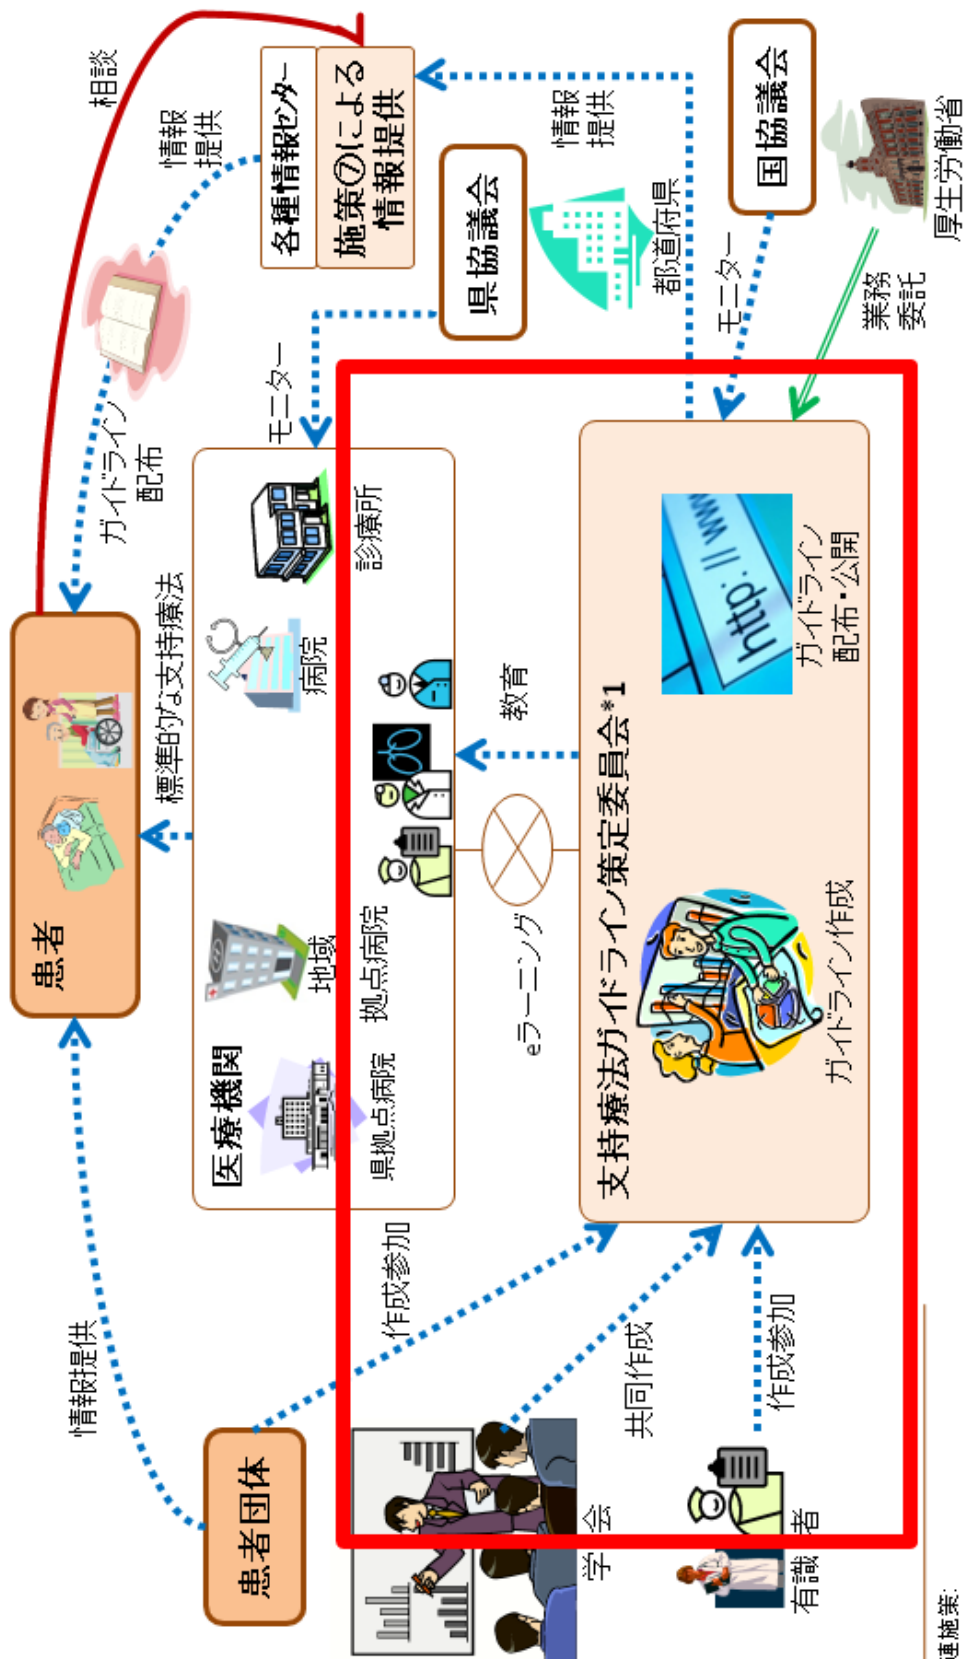 患者
相談
情報
提供
ガイドライン
配布
各種情報センター
施策⑦による
情報提供
標準的な支持療法
情報提供
患者団体
医療機関
県拠点病院
地域
拠点病院
病院
診療所
モニター
県協議会
都道府県
情報
提供
国協議会
厚生労働省
モニター
業務
委託
教育
eラーニング
支持療法ガイドライン策定委員会*1
ガイドライン作成
http: // www
ガイドライン
配布・公開
作成参加
共同作成
作成参加
学会
有識者
連施策: